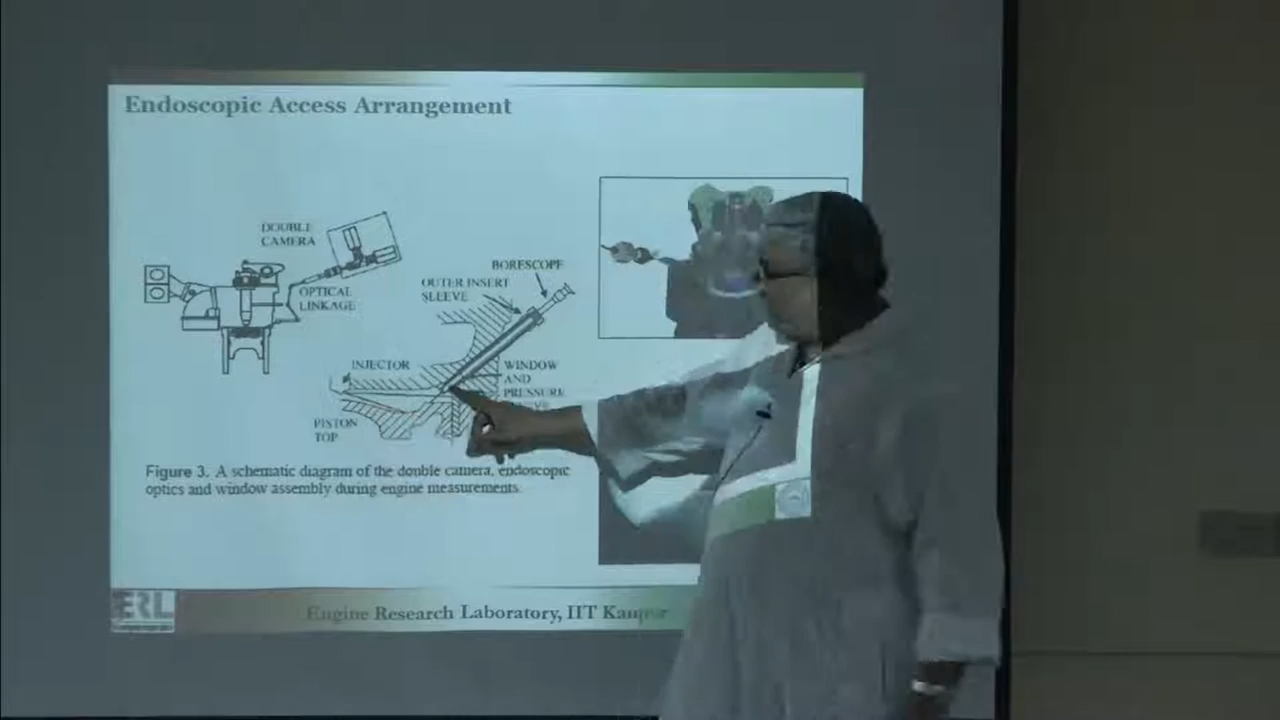 Endoscopic Access Arrangement
DOUBLE
CAMERA
OPTICAL
LINKAGE
BORESCOPE
OUTER INSERT
SLEEVE
INJECTOR
WINDOW
AND
PRESSURE
PISTON
TOP
Figure 3. A schematic diagram of the double camera, endoscopic
optics and window assembly during engine measurements.
ERL
Engine Research Laboratory, IIT Kanpur